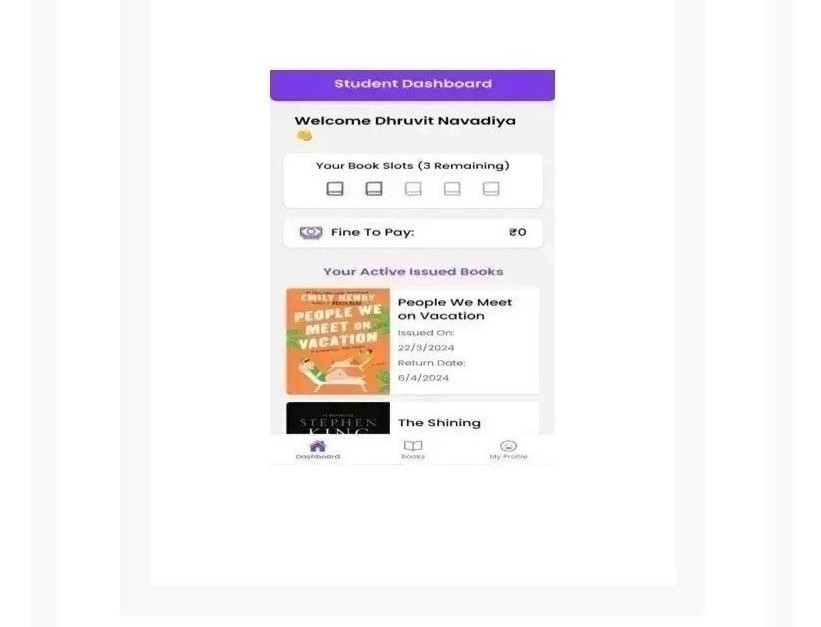 Student Dashboard
Welcome Dhruvit Navadiya
Your Book Slots (3 Remaining)
Fine To Pay: ₹0
Your Active Issued Books
EMILY HENRY
PEOPLE WE
MEET ON
VACATION
People We Meet
on Vacation
Issued On:
22/3/2024
Return Date:
6/4/2024
STEPHEN
KING
The Shining
Dashboard
Books
My Profile